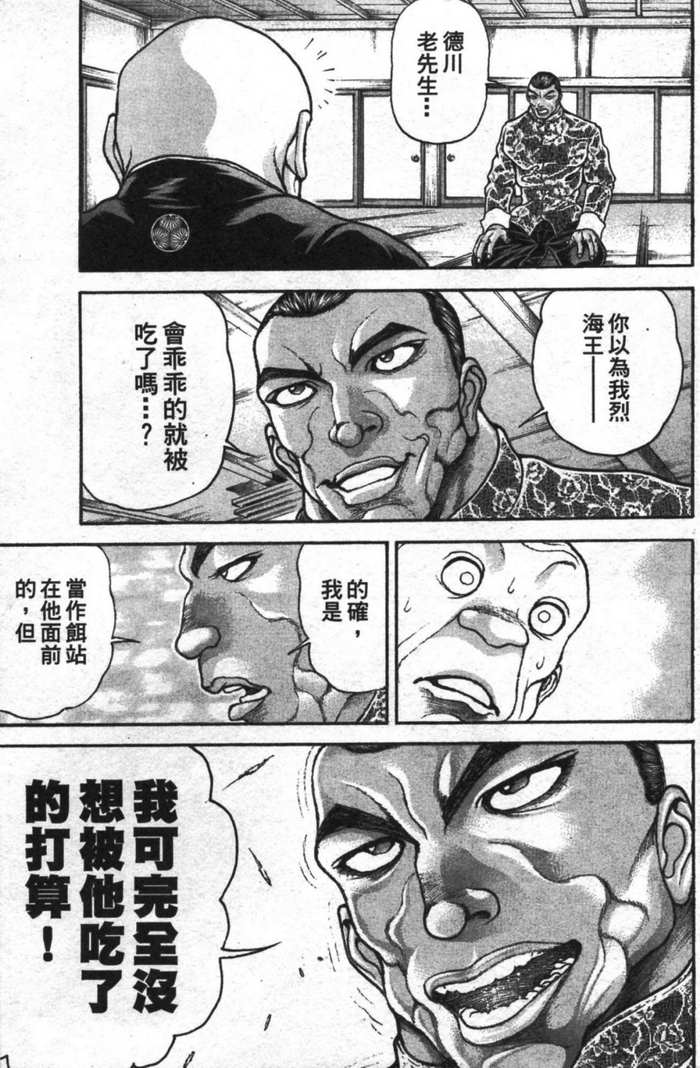 德川
老先生…
你以為我烈
海王——
會乖乖的就被
吃了嗎…?
的確，
我是
當作餌站
在他面前
的，但
我可完全沒
想被他吃了
的打算！